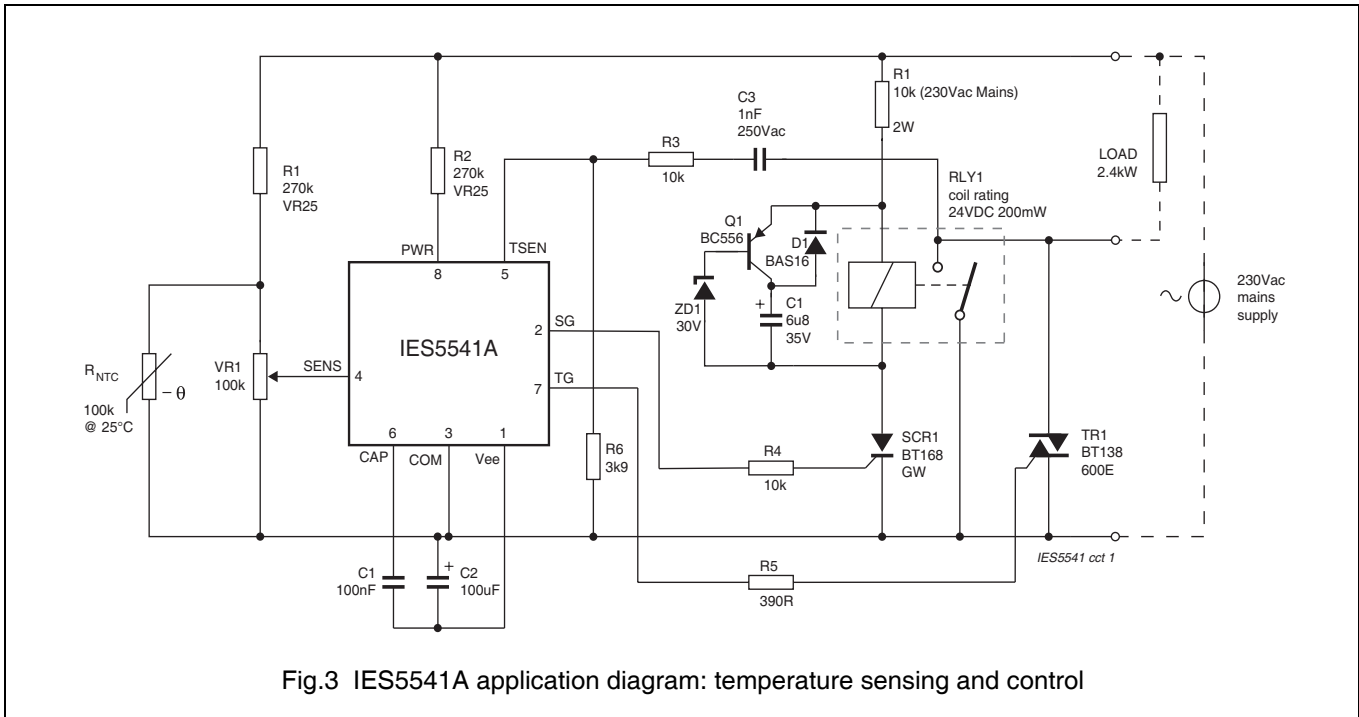 R1
10k (230Vac Mains)
2W
C3
1nF
250Vac
R3
10k
LOAD
2.4kW
R1
270k
VR25
R2
270k
VR25
RLY1
coil rating
24VDC 200mW
Q1
BC556
D1
BAS16
PWR
TSEN
8
5
230Vac
mains
supply
ZD1
30V
+
C1
6u8
35V
SG
2
IES5541A
RNTC
100k
@ 25°C
– θ
VR1
100k
SENS
4
TG
7
6
3
1
CAP
COM
Vee
R6
3k9
R4
10k
SCR1
BT168
GW
TR1
BT138
600E
IES5541 cct 1
C1
100nF
+
C2
100uF
R5
390R
Fig.3 IES5541A application diagram: temperature sensing and control